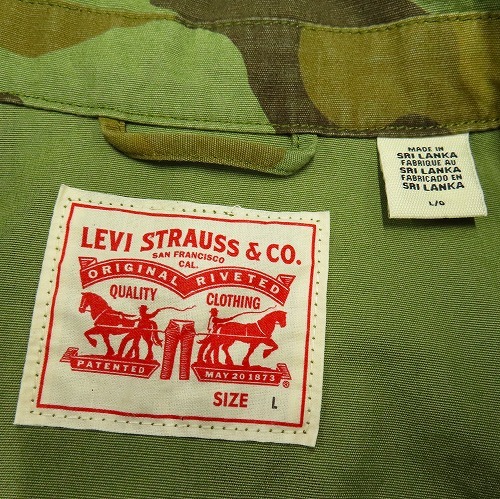 LEVI STRAUSS & CO.
SAN FRANCISCO
CAL.
ORIGINAL RIVETED
QUALITY CLOTHING
PATENTED MAY 20 1873 ®
SIZE L
MADE IN
SRI LANKA
FABRIQUE AU
SRI LANKA
FABRICADO EN
SRI LANKA
L/G